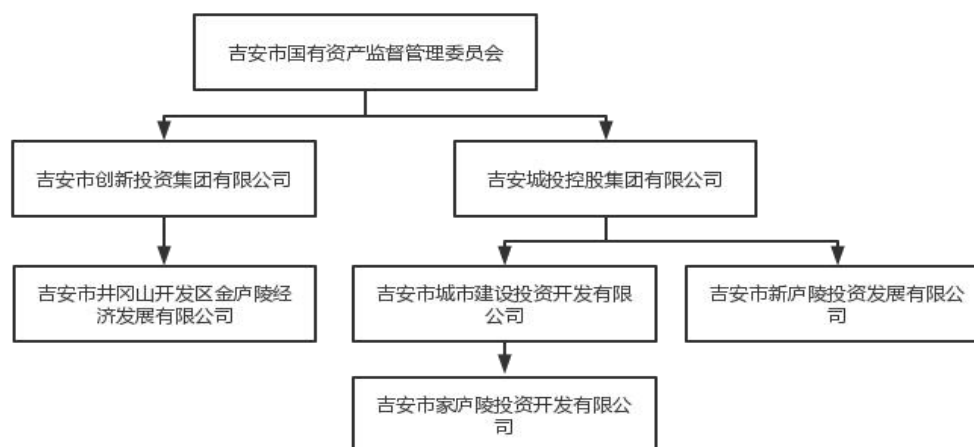 吉安市国有资产监督管理委员会
吉安市创新投资集团有限公司
吉安城投控股集团有限公司
吉安市井冈山开发区金庐陵经
济发展有限公司
吉安市城市建设投资开发有限
公司
吉安市新庐陵投资发展有限公
司
吉安市家庐陵投资开发有限公
司